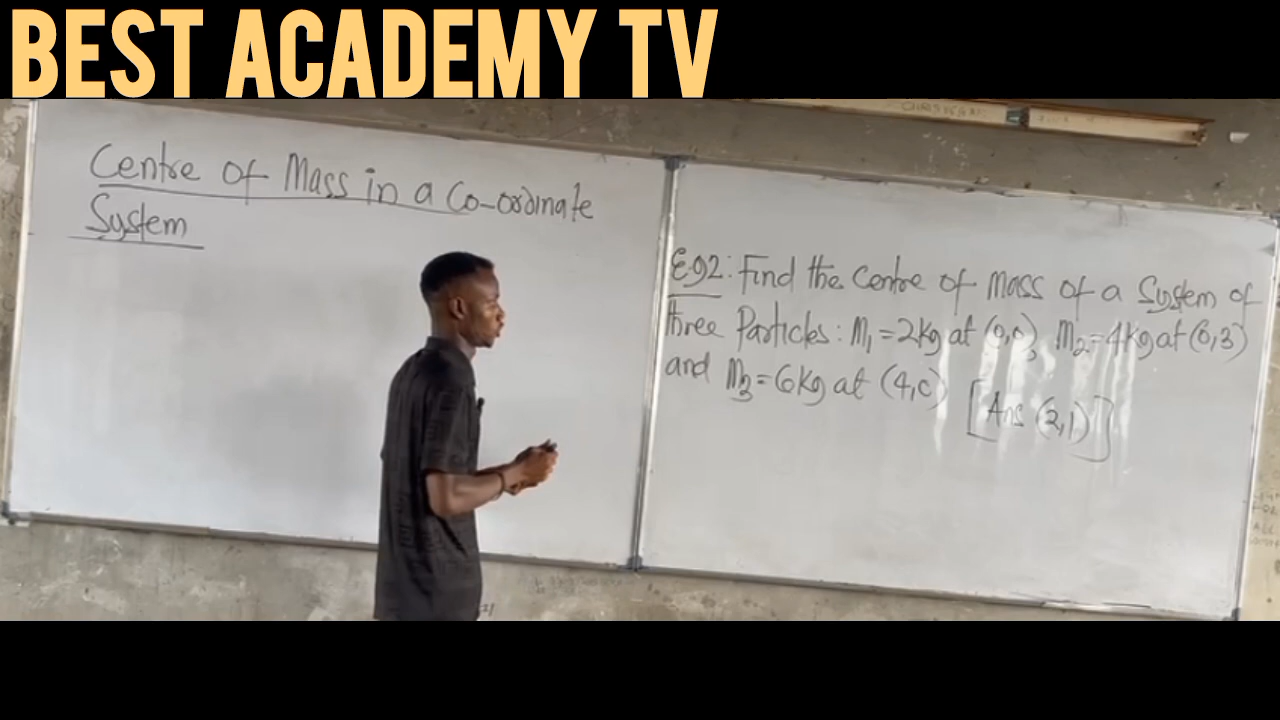 BEST ACADEMY TV
Centre of Mass in a Co-ordinate
System
E.g2: Find the Centre of Mass of a System of
three Particles: M₁=2kg at (0,0), M₂=4kg at (0,3)
and M₃=6kg at (4,0)
[Ans (2,1)]